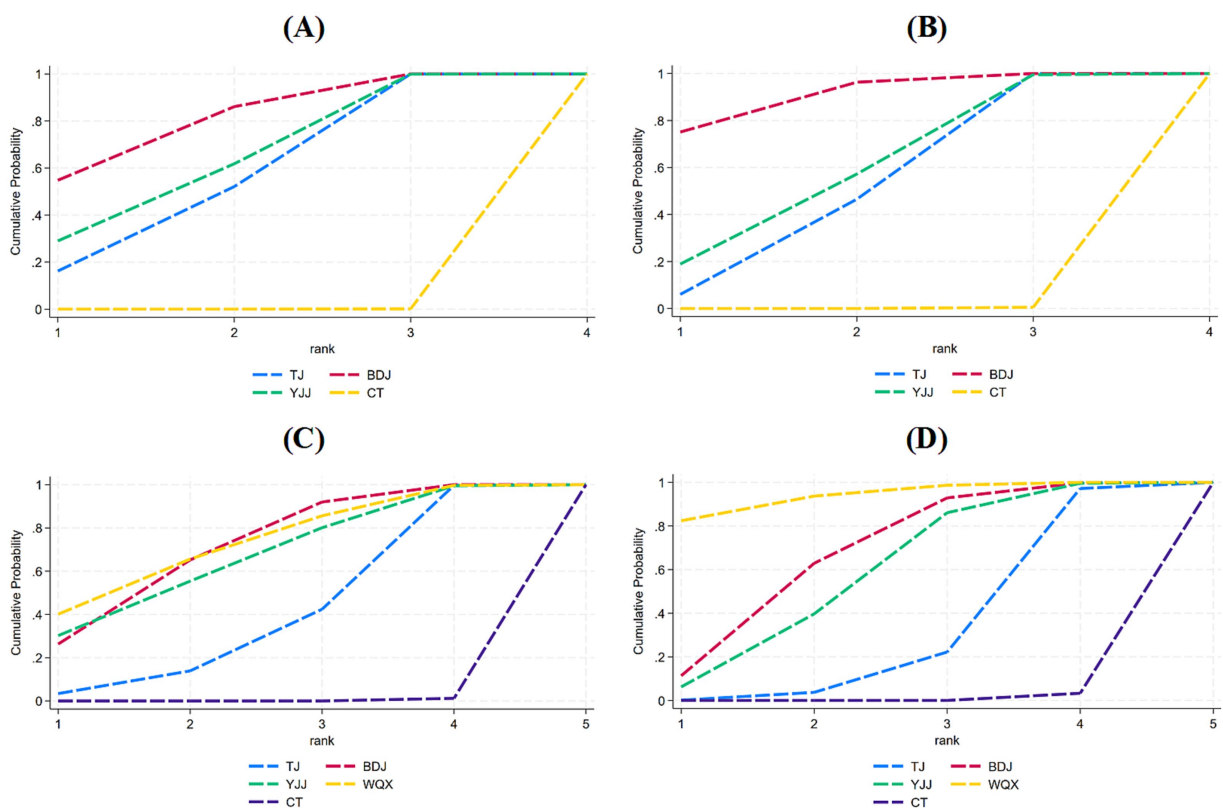 (A)
1
.8
.6
.4
.2
0
Cumulative Probability
1 2 3 4
rank
TJ BDJ
YJJ CT
(B)
1
.8
.6
.4
.2
0
Cumulative Probability
1 2 3 4
rank
TJ BDJ
YJJ CT
(C)
1
.8
.6
.4
.2
0
Cumulative Probability
1 2 3 4 5
rank
TJ BDJ
YJJ WQX
CT
(D)
1
.8
.6
.4
.2
0
Cumulative Probability
1 2 3 4 5
rank
TJ BDJ
YJJ WQX
CT